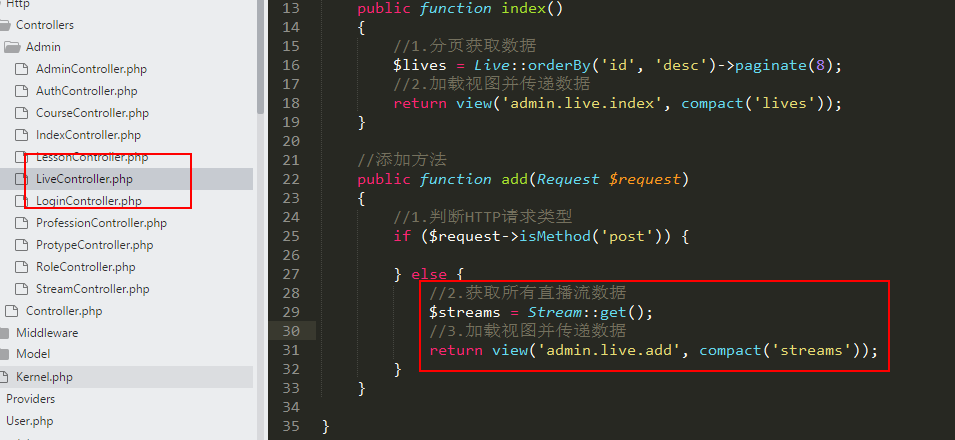 Http
Controllers
Admin
AdminController.php
AuthController.php
CourseController.php
IndexController.php
LessonController.php
LiveController.php
LoginController.php
ProfessionController.php
ProtypeController.php
RoleController.php
StreamController.php
Controller.php
Middleware
Model
Kernel.php
Providers
User.php
13 public function index()
14 {
15 //1.分页获取数据
16 $lives = Live::orderBy('id', 'desc')->paginate(8);
17 //2.加载视图并传递数据
18 return view('admin.live.index', compact('lives'));
19 }
20
21 //添加方法
22 public function add(Request $request)
23 {
24 //1.判断HTTP请求类型
25 if ($request->isMethod('post')) {
26
27 } else {
28 //2.获取所有直播流数据
29 $streams = Stream::get();
30 //3.加载视图并传递数据
31 return view('admin.live.add', compact('streams'));
32 }
33 }
34
35 }